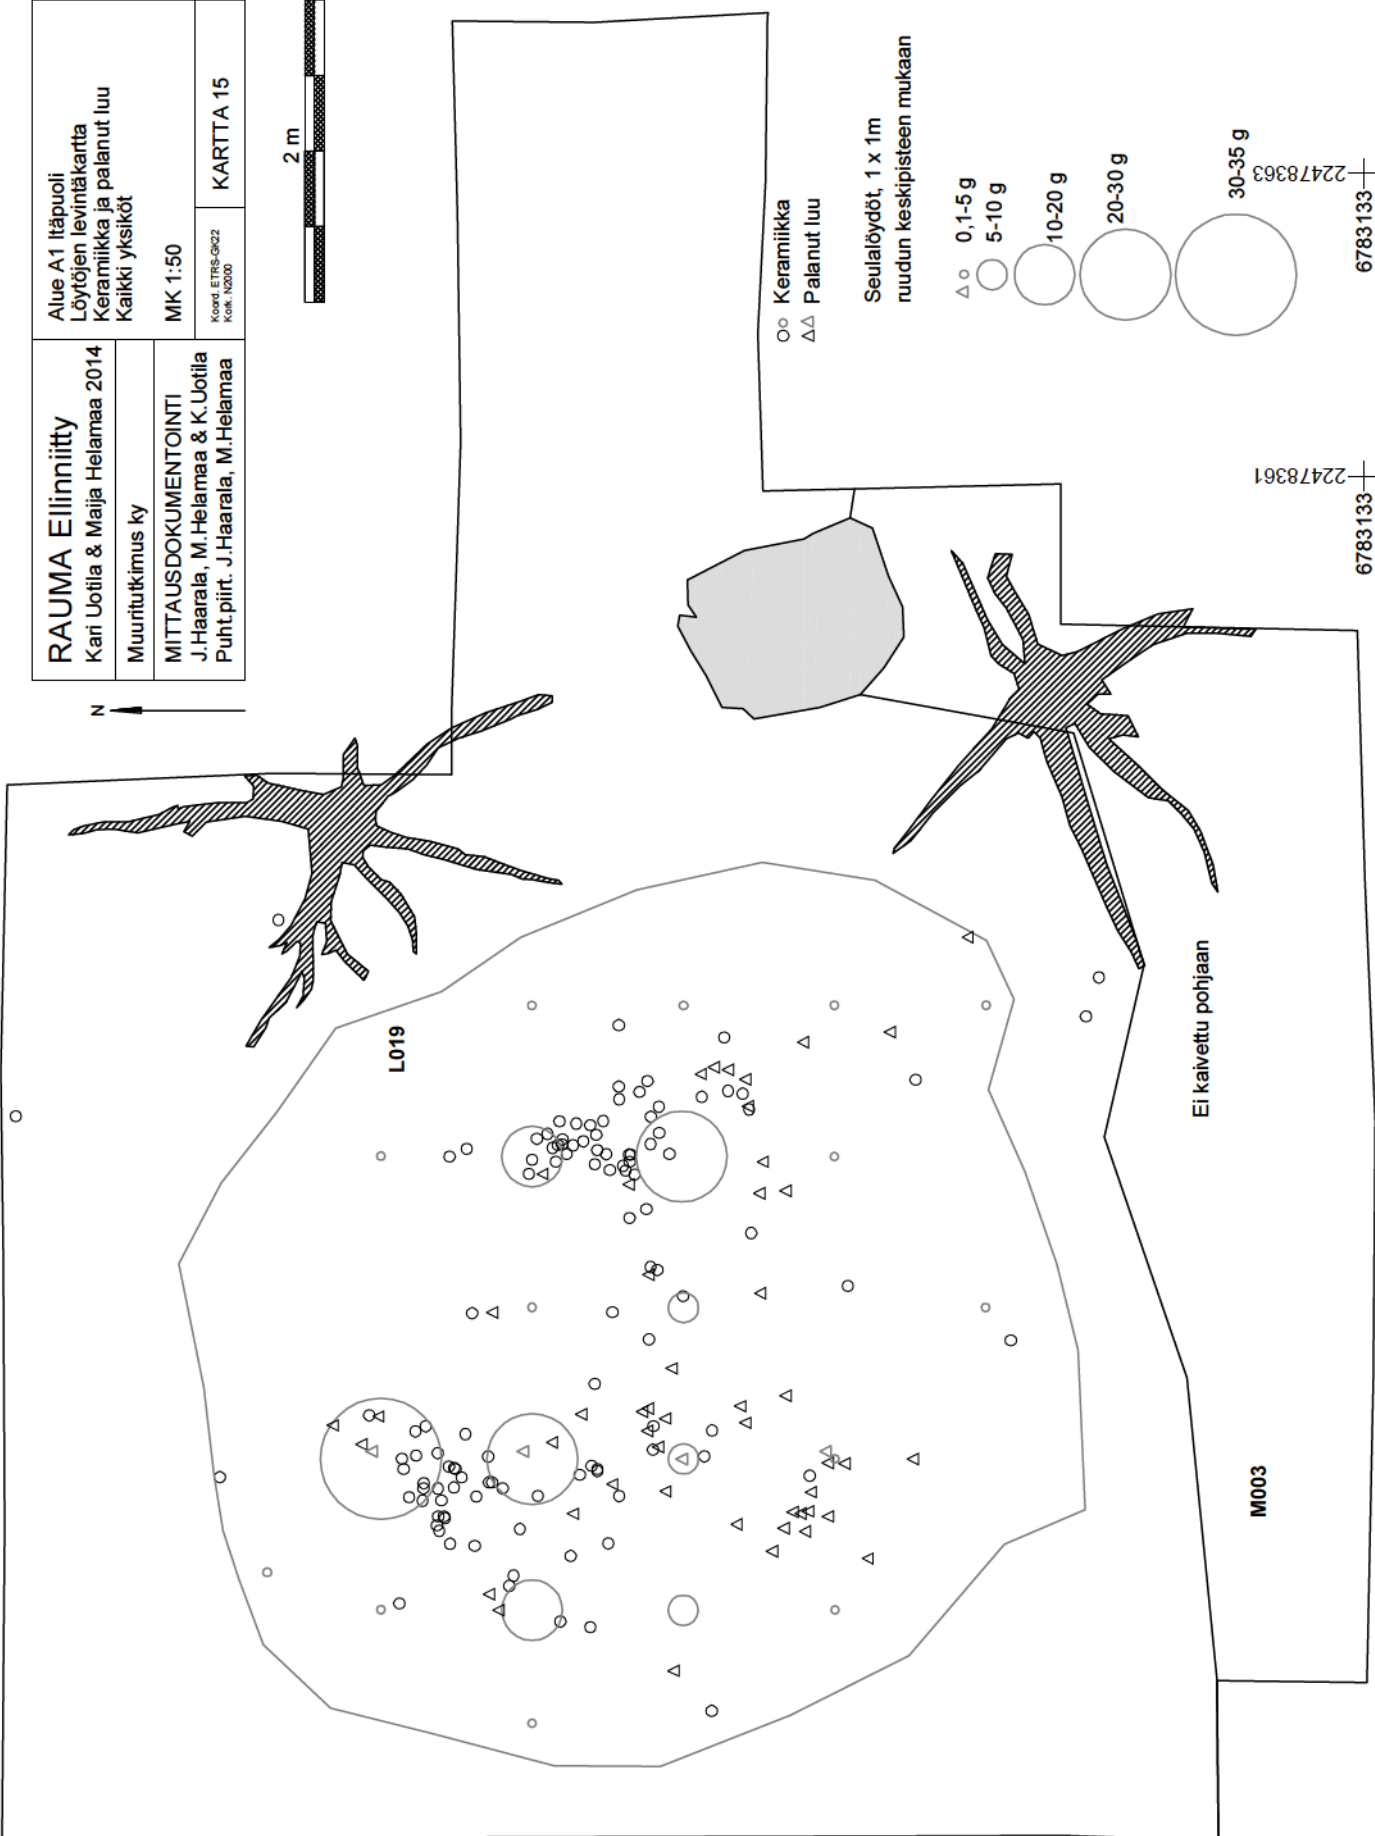 RAUMA Ellinniitty
Kari Uotila & Maija Helamaa 2014
Muuritutkimus ky
MITTAUSDOKUMENTOINTI
J.Haarala, M.Helamaa & K.Uotila
Puht.piirt. J.Haarala, M.Helamaa
Alue A1 Itäpuoli
Löytöjen levintäkartta
Keramiikka ja palanut luu
Kaikki yksiköt
MK 1:50
Koord. ETRS-GK22
Kork. N2000
KARTTA 15
N
2 m
Keramiikka
Palanut luu
Seulalöydöt, 1 x 1m
ruudun keskipisteen mukaan
0,1-5 g
5-10 g
10-20 g
20-30 g
30-35 g
L019
Ei kaivettu pohjaan
M003
22478361
6783133
22478363
6783133